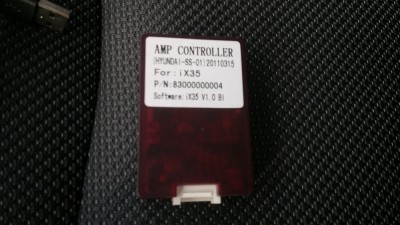 AMP CONTROLLER
(HYUNDAI-SS-01)20110315
For: iX35
P/N:83000000004
Software:iX35 V1.0 BI